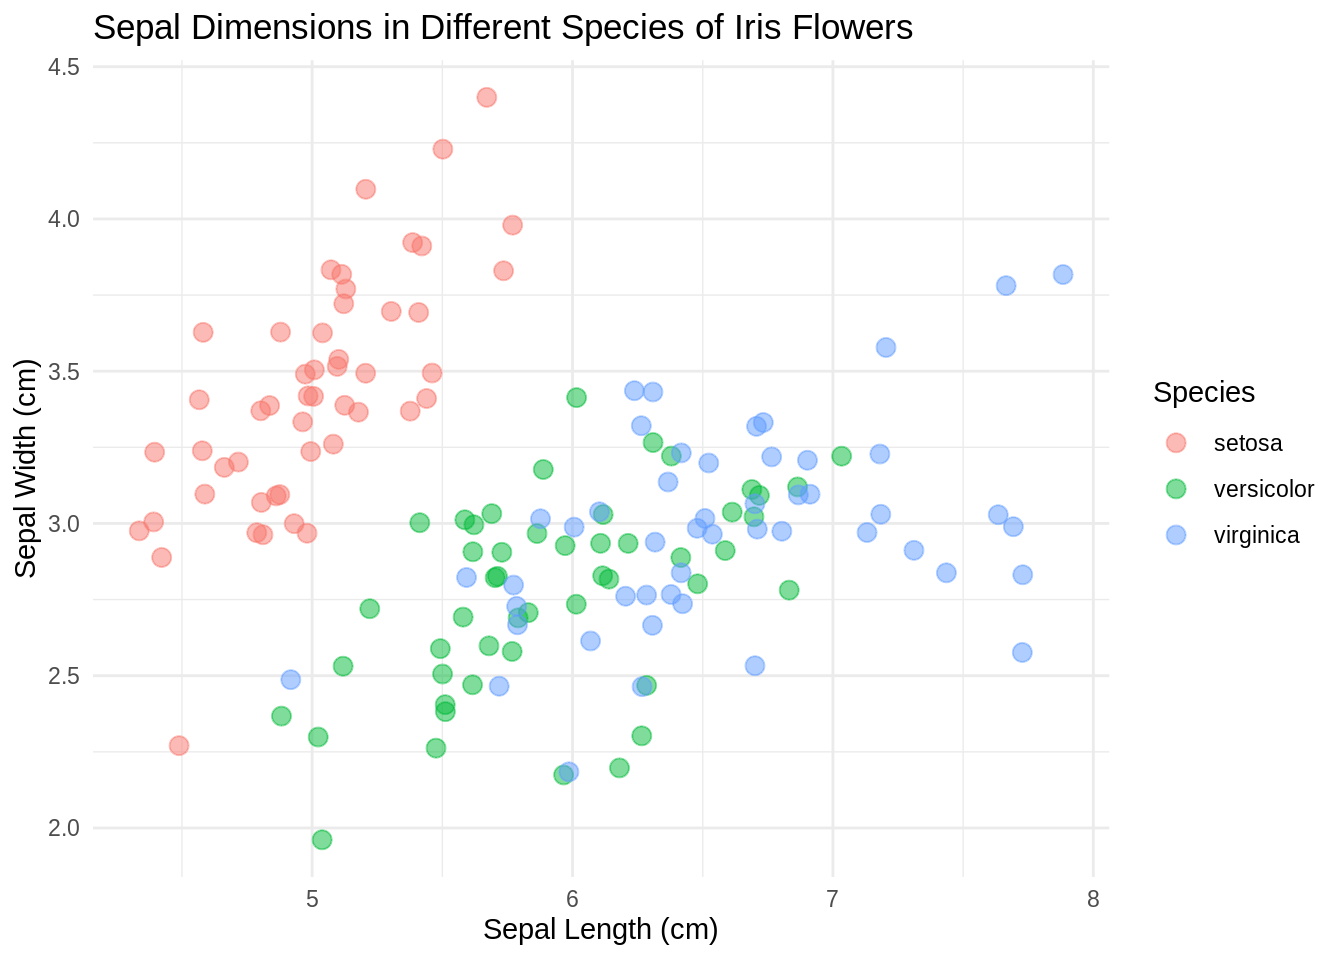 Sepal Dimensions in Different Species of Iris Flowers
4.5
4.0
3.5
3.0
2.5
2.0
Sepal Width (cm)
5
6
7
8
Sepal Length (cm)
Species
setosa
versicolor
virginica